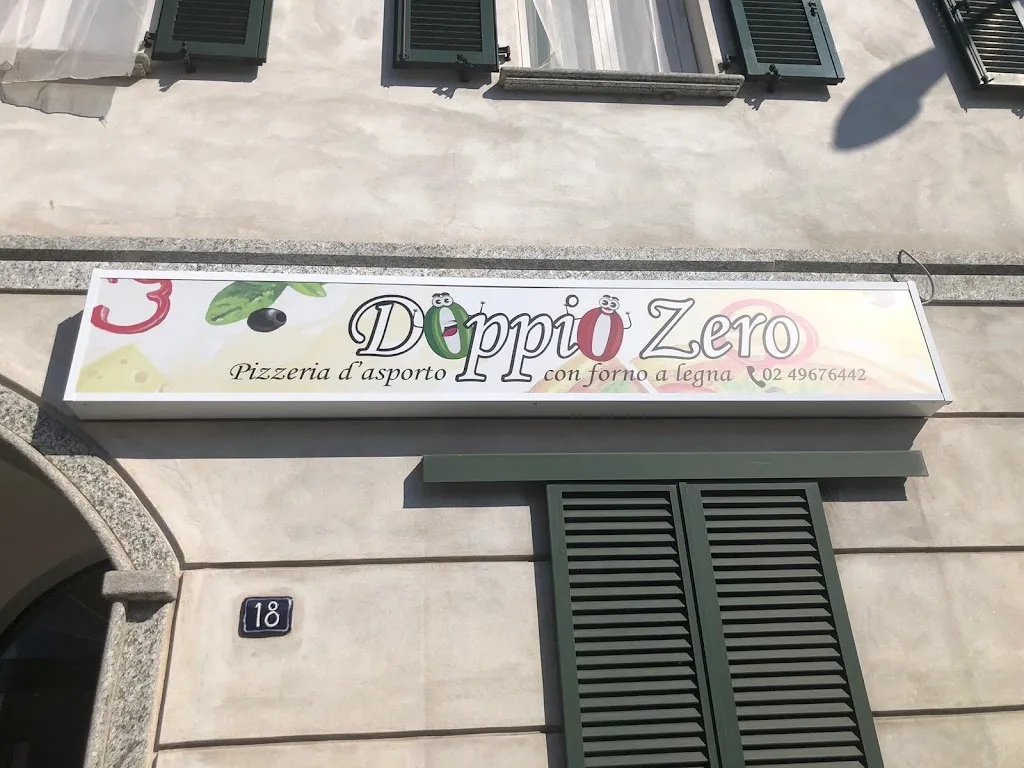 Doppio Zero
Pizzeria d'asporto con forno a legna 02 49676442
18